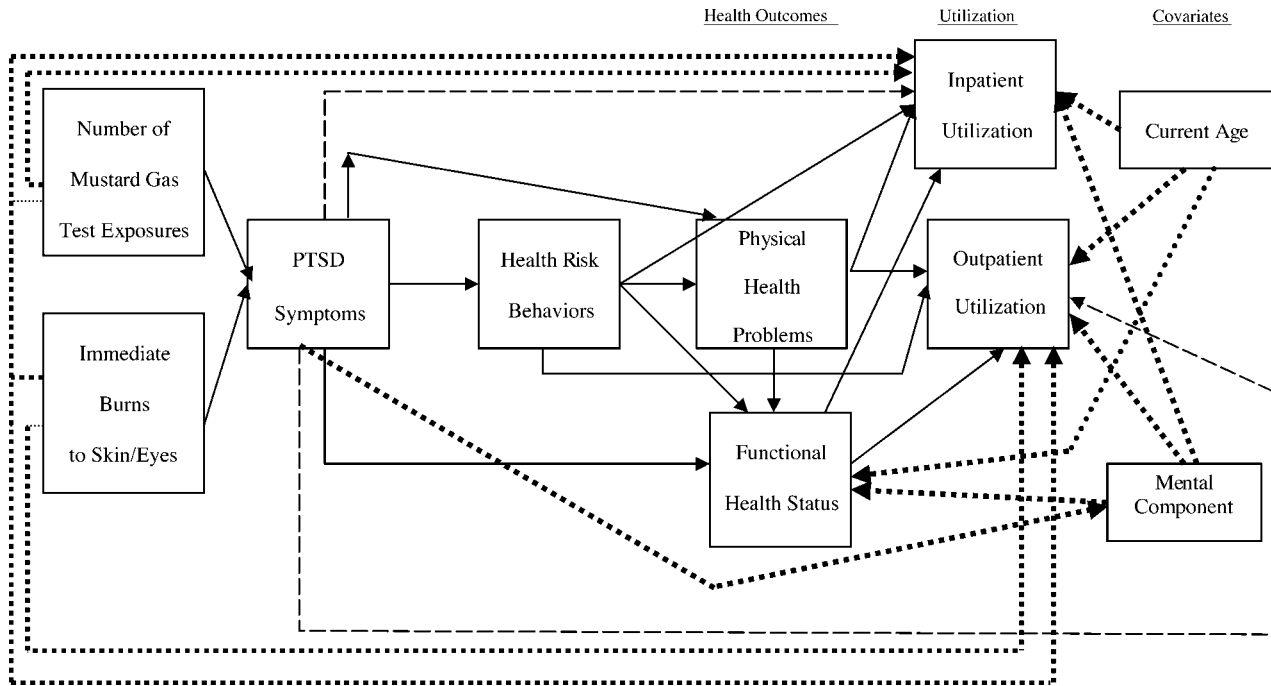 Health Outcomes
Utilization
Covariates
Number of
Mustard Gas
Test Exposures
Immediate
Burns
to Skin/Eyes
PTSD
Symptoms
Health Risk
Behaviors
Physical
Health
Problems
Functional
Health Status
Inpatient
Utilization
Outpatient
Utilization
Current Age
Mental
Component